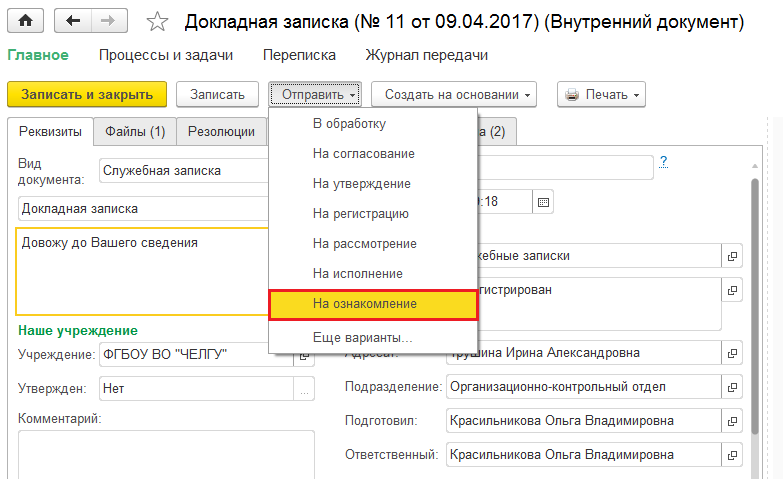 Докладная записка (№ 11 от 09.04.2017) (Внутренний документ)
Главное Процессы и задачи Переписка Журнал передачи
Записать и закрыть Записать Отправить Создать на основании Печать
Реквизиты Файлы (1) Резолюции а (2)
В обработку
На согласование
На утверждение
На регистрацию
На рассмотрение
На исполнение
На ознакомление
Еще варианты...
Вид
документа: Служебная записка ?
Докладная записка :18
Довожу до Вашего сведения
жебные записки
гистрирован
Наше учреждение
Учреждение: ФГБОУ ВО "ЧЕЛГУ" Адресат: Трушина Ирина Александровна
Утвержден: Нет ... Подразделение: Организационно-контрольный отдел
Комментарий: Подготовил: Красильникова Ольга Владимировна
Ответственный: Красильникова Ольга Владимировна